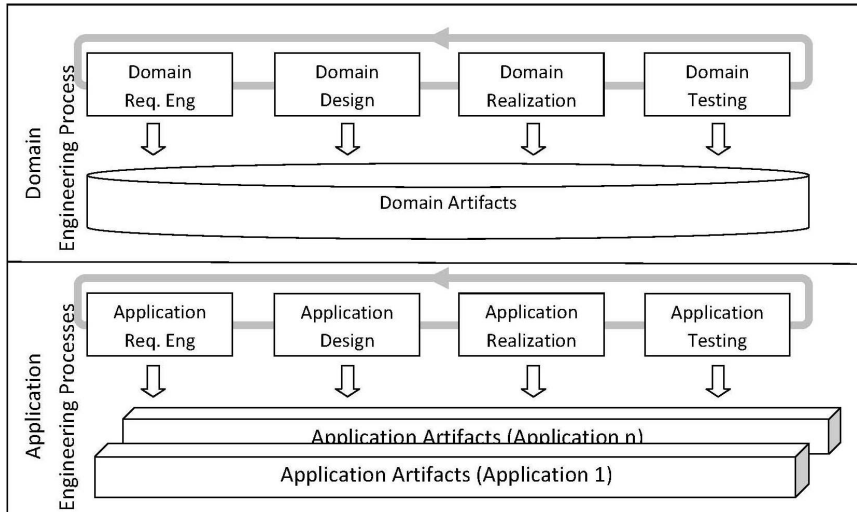 Domain
Engineering Process
Domain
Req. Eng
Domain
Design
Domain
Realization
Domain
Testing
Domain Artifacts
Application
Engineering Processes
Application
Req. Eng
Application
Design
Application
Realization
Application
Testing
Application Artifacts (Application n)
Application Artifacts (Application 1)